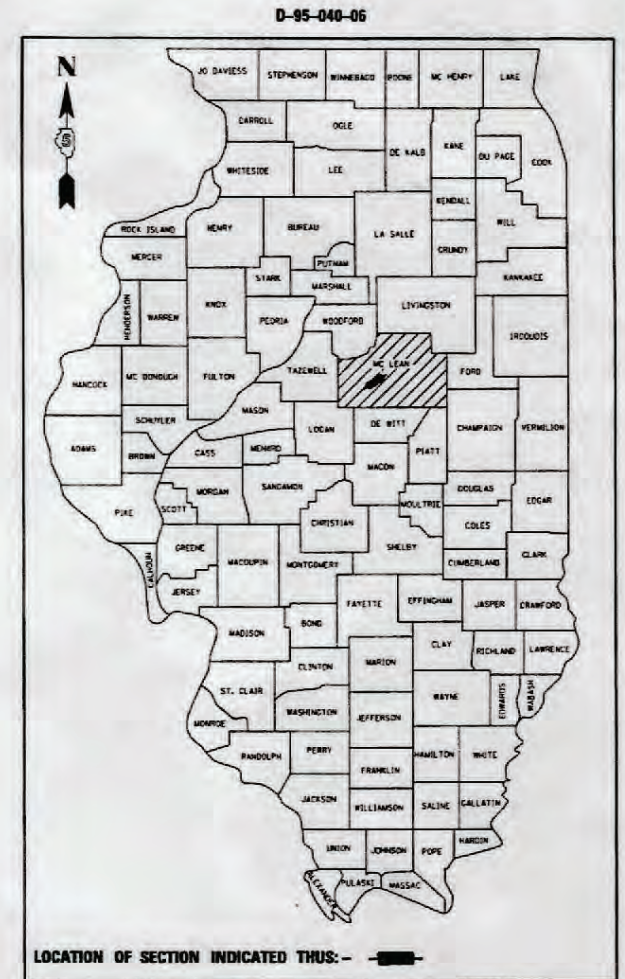 D-95-040-06
N
JO DAVIESS STEPHENSON WINNEBAGO BOONE MC HENRY LAKE
CARROLL OGLE
DE KALB KANE DU PAGE COOK
WHITESIDE LEE
KENDALL
ROCK ISLAND HENRY BUREAU LA SALLE WILL
MERCER PUTNAM GRUNDY
STARK MARSHALL KANKAKEE
HENDERSON WARREN KNOX PEORIA WOODFORD LIVINGSTON
IROQUOIS
HANCOCK MC DONOUGH FULTON TAZEWELL MC LEAN FORD
MASON
SCHUYLER LOGAN DE WITT CHAMPAIGN VERMILION
ADAMS BROWN CASS MENARD PIATT
MACON
PIKE SCOTT MORGAN SANGAMON MOULTRIE DOUGLAS EDGAR
CHRISTIAN COLES
GREENE SHELBY
CALHOUN MACOUPIN MONTGOMERY CUMBERLAND CLARK
JERSEY FAYETTE EFFINGHAM JASPER CRAWFORD
MADISON BOND
CLAY RICHLAND LAWRENCE
CLINTON MARION
ST. CLAIR WAYNE EDWARDS WABASH
WASHINGTON JEFFERSON
MONROE
RANDOLPH PERRY HAMILTON WHITE
FRANKLIN
JACKSON WILLIAMSON SALINE GALLATIN
UNION JOHNSON POPE HARDIN
ALEXANDER PULASKI MASSAC
LOCATION OF SECTION INDICATED THUS: -